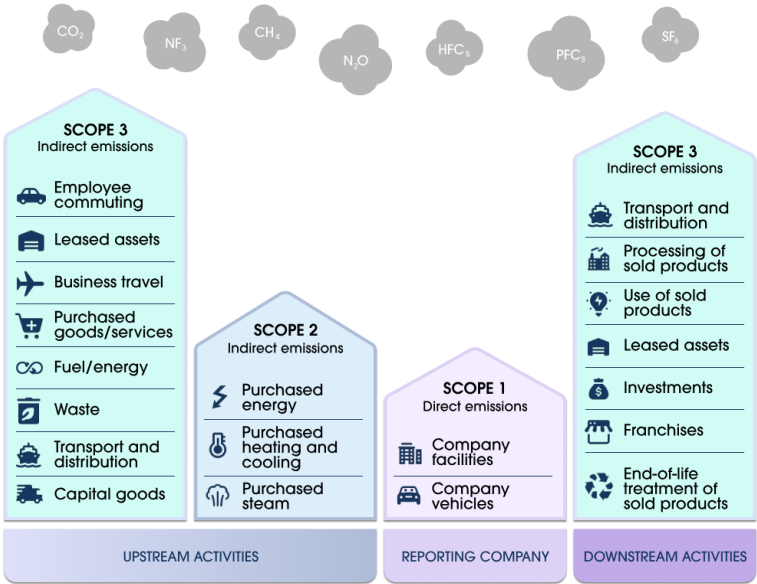 CO₂
NF₃
CH₄
N₂O
HFCₛ
PFCₛ
SF₆
SCOPE 3
Indirect emissions
Employee
commuting
Leased assets
Business travel
Purchased
goods/services
Fuel/energy
Waste
Transport and
distribution
Capital goods
SCOPE 2
Indirect emissions
Purchased
energy
Purchased
heating and
cooling
Purchased
steam
SCOPE 1
Direct emissions
Company
facilities
Company
vehicles
SCOPE 3
Indirect emissions
Transport and
distribution
Processing of
sold products
Use of sold
products
Leased assets
Investments
Franchises
End-of-life
treatment of
sold products
UPSTREAM ACTIVITIES
REPORTING COMPANY
DOWNSTREAM ACTIVITIES